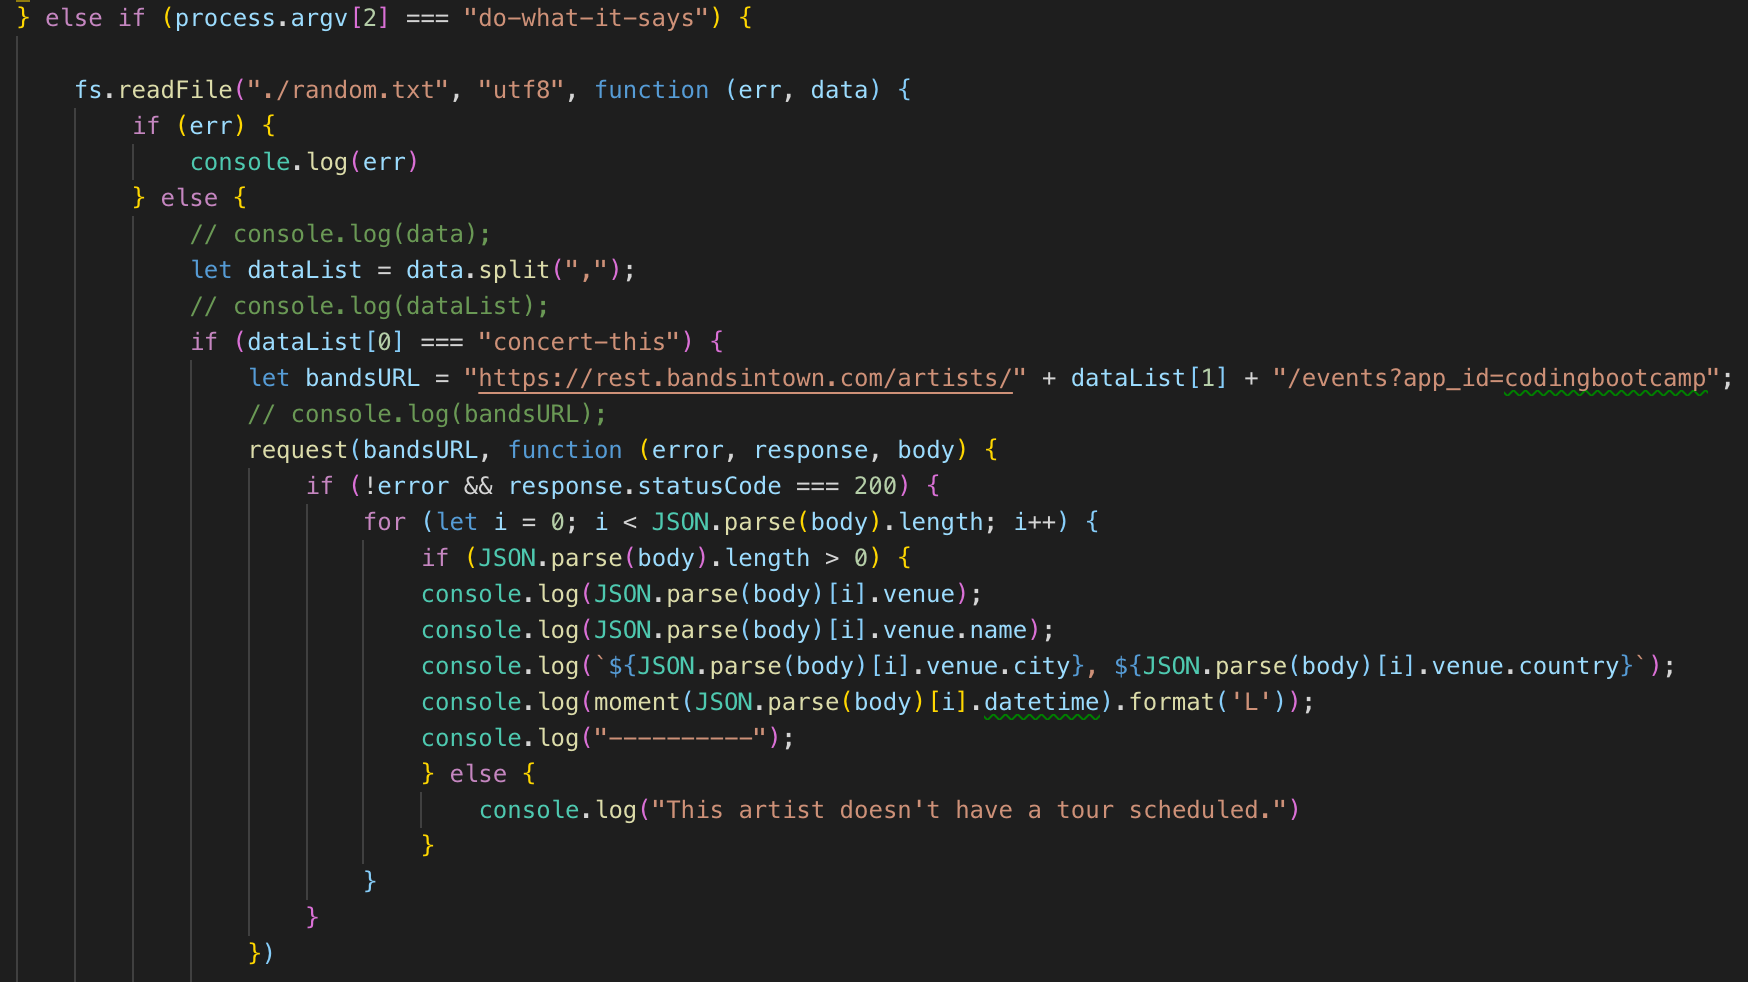 } else if (process.argv[2] === "do-what-it-says") {
fs.readFile("./random.txt", "utf8", function (err, data) {
if (err) {
console.log(err)
} else {
// console.log(data);
let dataList = data.split(",");
// console.log(dataList);
if (dataList[0] === "concert-this") {
let bandsURL = "https://rest.bandsintown.com/artists/" + dataList[1] + "/events?app_id=codingbootcamp";
// console.log(bandsURL);
request(bandsURL, function (error, response, body) {
if (!error && response.statusCode === 200) {
for (let i = 0; i < JSON.parse(body).length; i++) {
if (JSON.parse(body).length > 0) {
console.log(JSON.parse(body)[i].venue);
console.log(JSON.parse(body)[i].venue.name);
console.log(`${JSON.parse(body)[i].venue.city}, ${JSON.parse(body)[i].venue.country}`);
console.log(moment(JSON.parse(body)[i].datetime).format('L'));
console.log("----------");
} else {
console.log("This artist doesn't have a tour scheduled.")
}
}
}
})